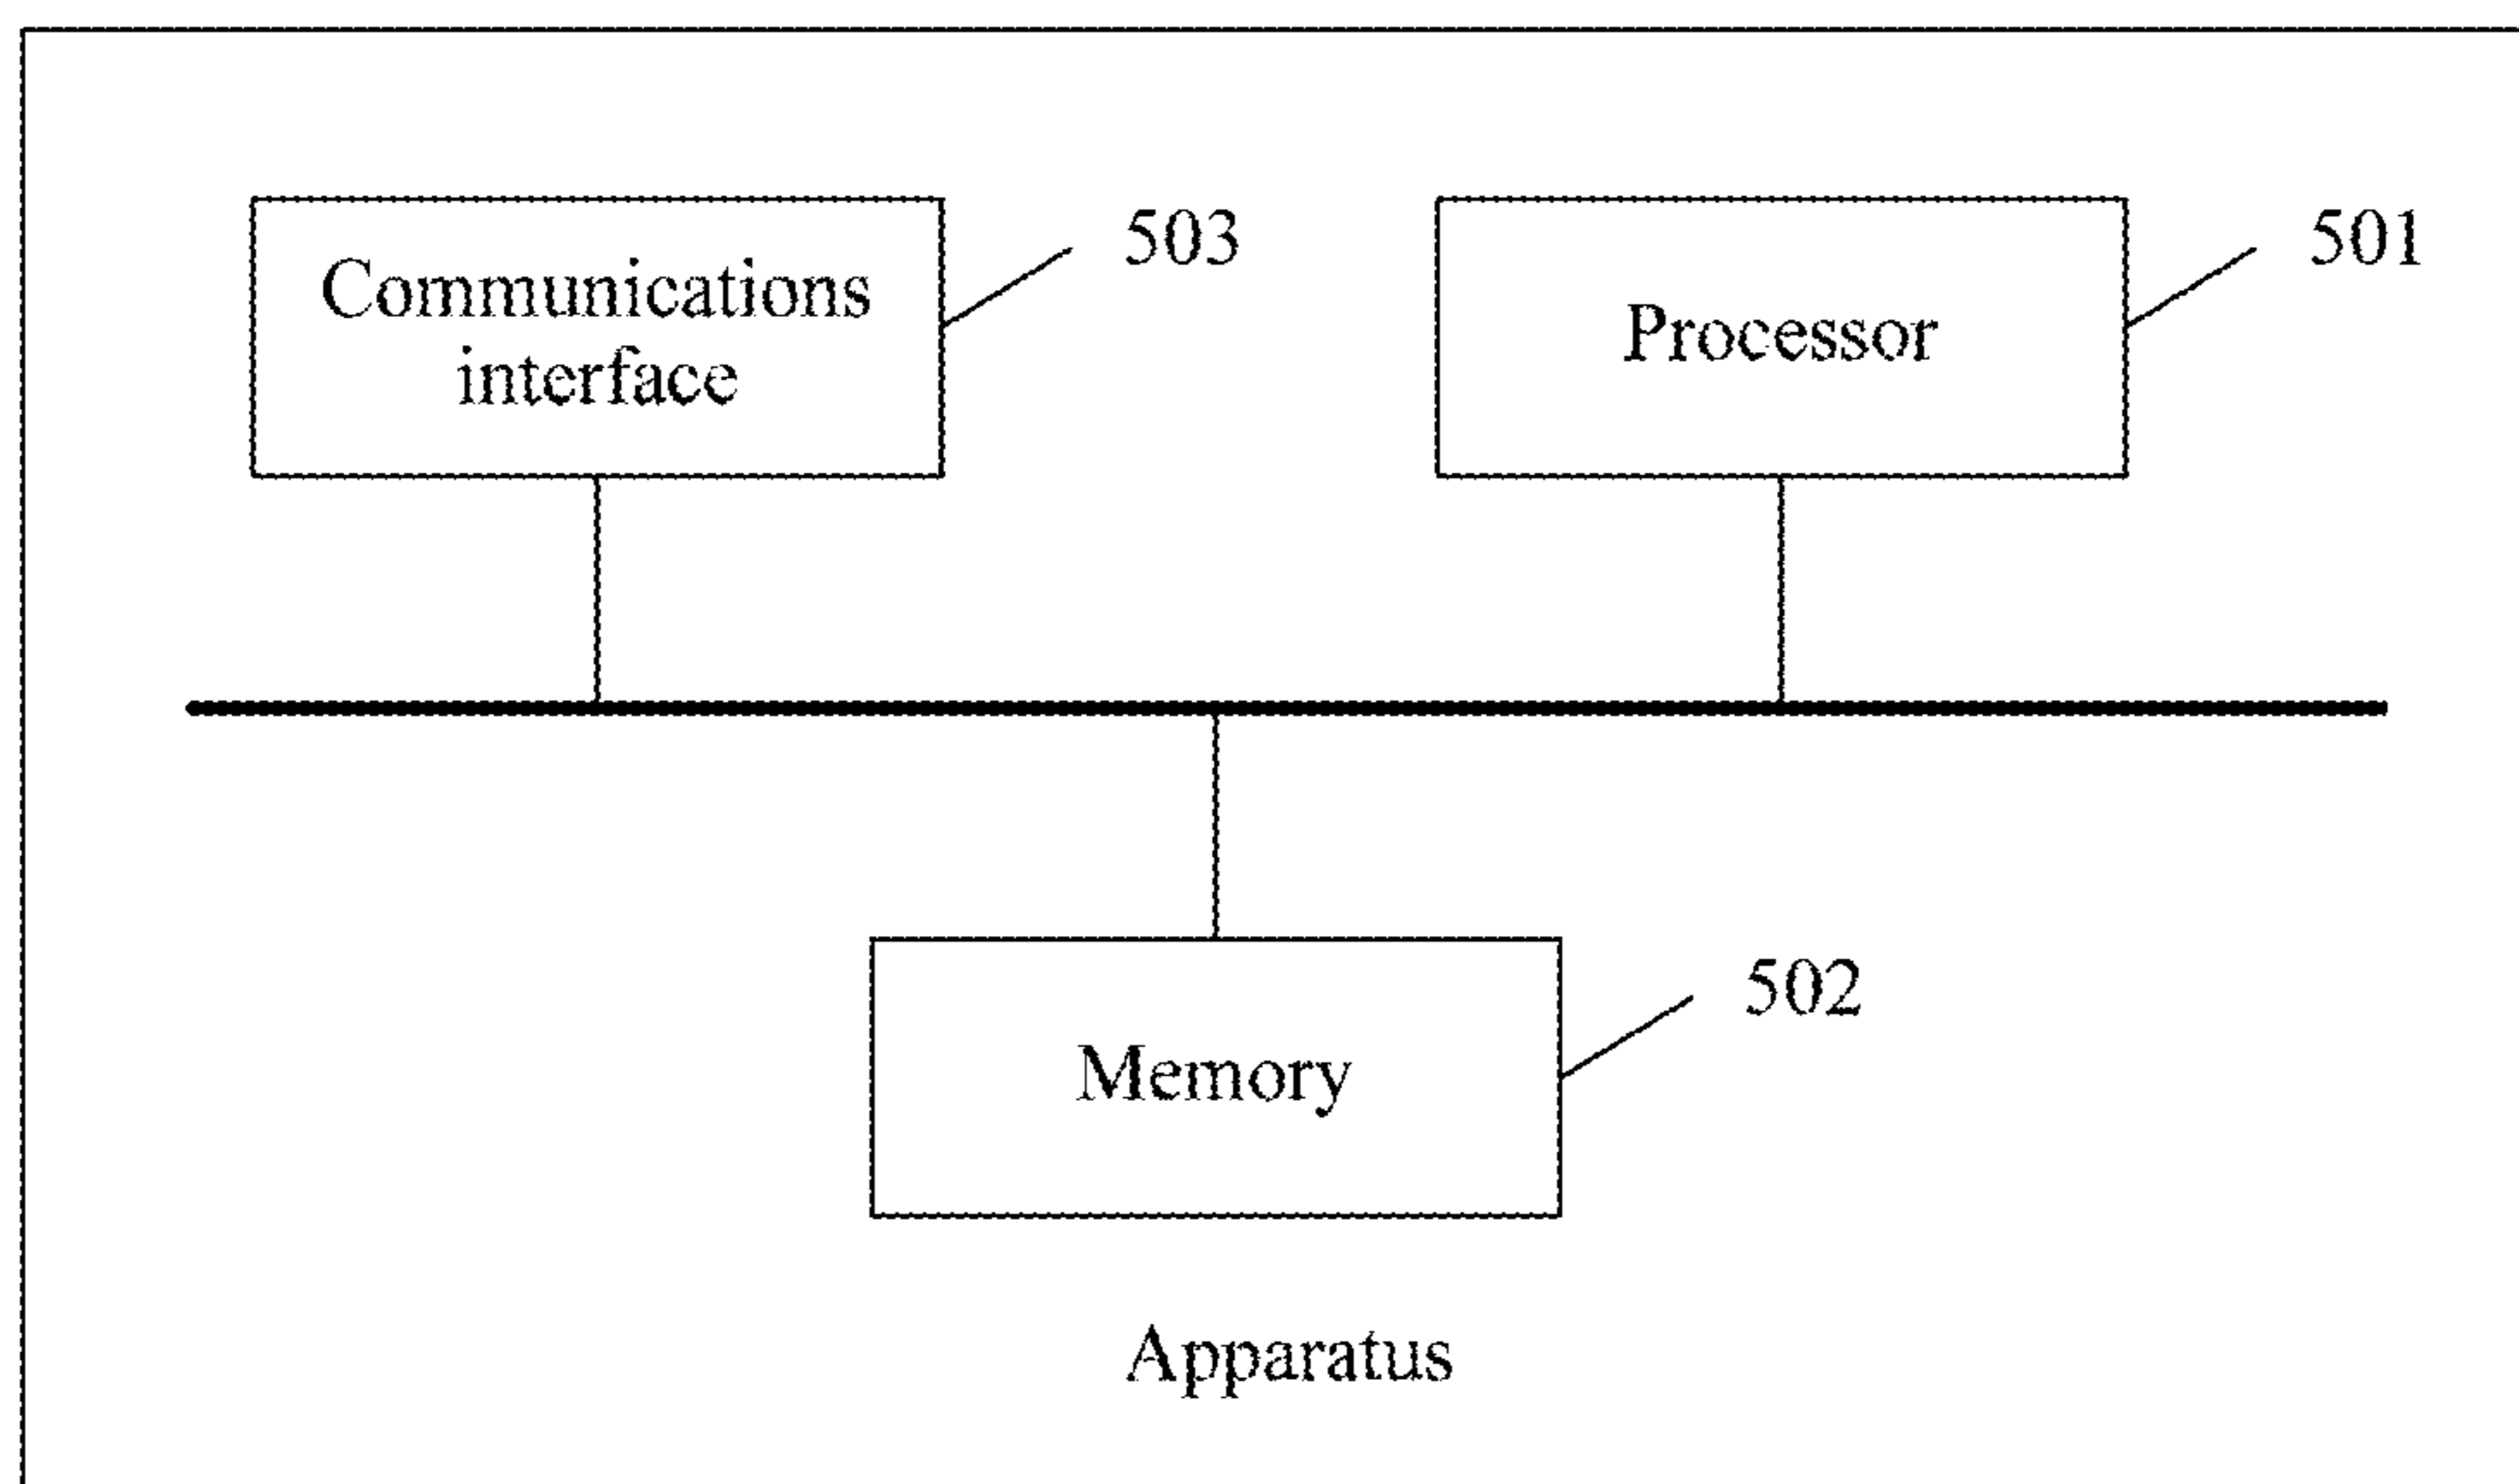 Communications
interface
503
Processor
501
Memory
502
Apparatus